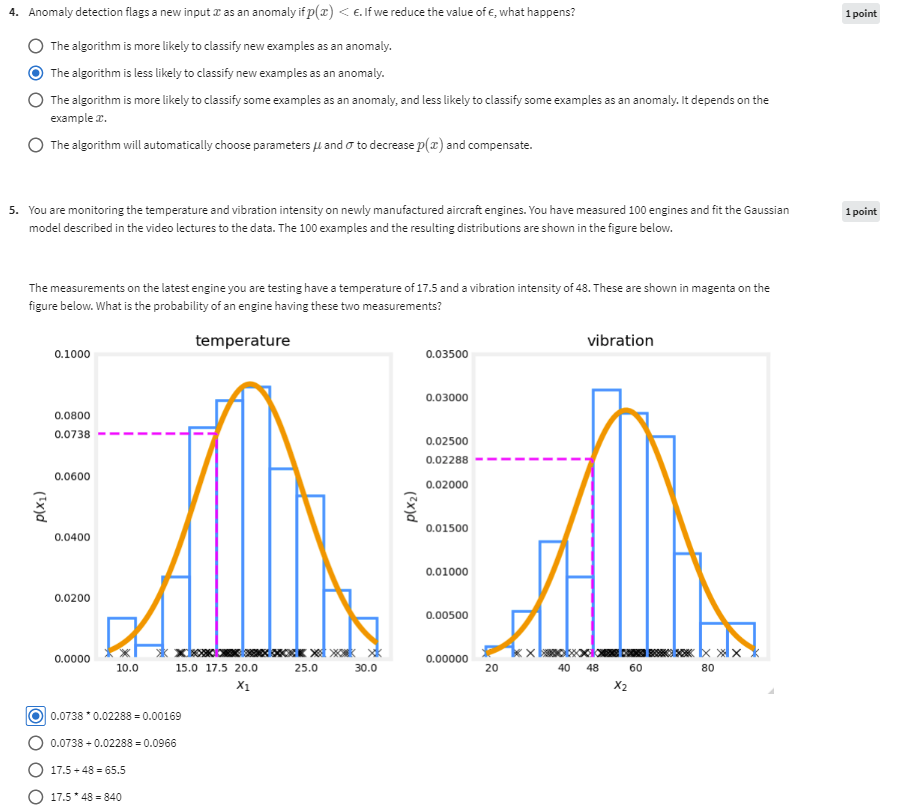 4. Anomaly detection flags a new input x as an anomaly if p(x) < ϵ. If we reduce the value of ϵ, what happens?
1 point
The algorithm is more likely to classify new examples as an anomaly.
The algorithm is less likely to classify new examples as an anomaly.
The algorithm is more likely to classify some examples as an anomaly, and less likely to classify some examples as an anomaly. It depends on the
example x.
The algorithm will automatically choose parameters μ and σ to decrease p(x) and compensate.
5. You are monitoring the temperature and vibration intensity on newly manufactured aircraft engines. You have measured 100 engines and fit the Gaussian
1 point
model described in the video lectures to the data. The 100 examples and the resulting distributions are shown in the figure below.
The measurements on the latest engine you are testing have a temperature of 17.5 and a vibration intensity of 48. These are shown in magenta on the
figure below. What is the probability of an engine having these two measurements?
temperature
0.1000
0.0800
0.0738
0.0600
0.0400
0.0200
0.0000
p(x₁)
10.0 15.0 17.5 20.0 25.0 30.0
X₁
vibration
0.03500
0.03000
0.02500
0.02288
0.02000
0.01500
0.01000
0.00500
0.00000
p(x₂)
20 40 48 60 80
X₂
0.0738 * 0.02288 = 0.00169
0.0738 + 0.02288 = 0.0966
17.5 + 48 = 65.5
17.5 * 48 = 840